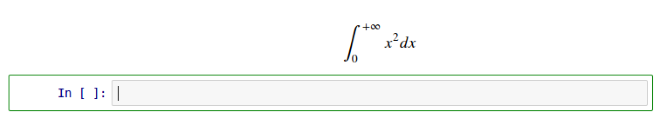 ∫₀⁺∞ x²dx
In [ ]: